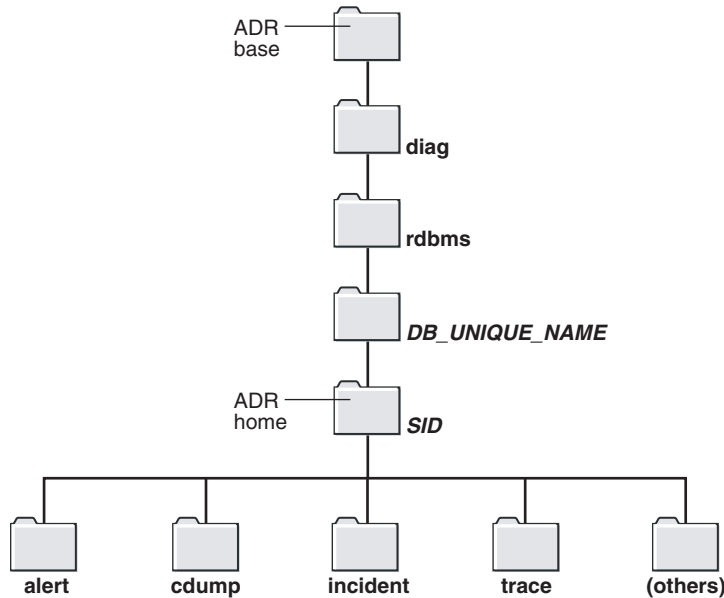 ADR
base
diag
rdbms
DB_UNIQUE_NAME
ADR
home
SID
alert
cdump
incident
trace
(others)